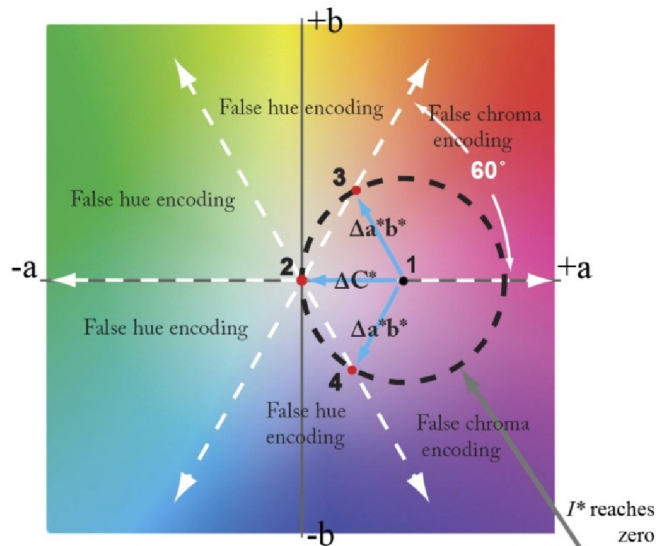 +b
False hue encoding
False chroma
encoding
60°
3
False hue encoding
Δa*b*
2
1
-a
ΔC*
+a
False hue encoding
Δa*b*
4
False hue
encoding
False chroma
encoding
I* reaches
zero
-b